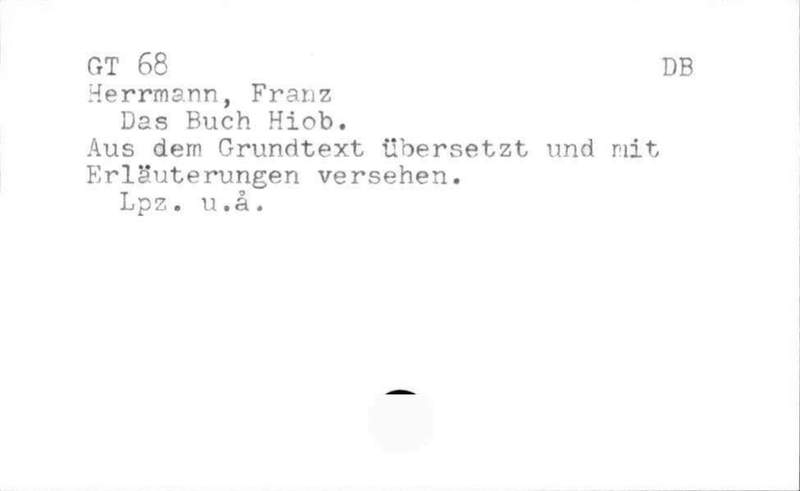 GT 68 DB
Herrmann, Franz
Das Buch Hiob.
Aus dem Grundtext übersetzt und mit
Erläuterungen versehen.
Lpz. u.å.